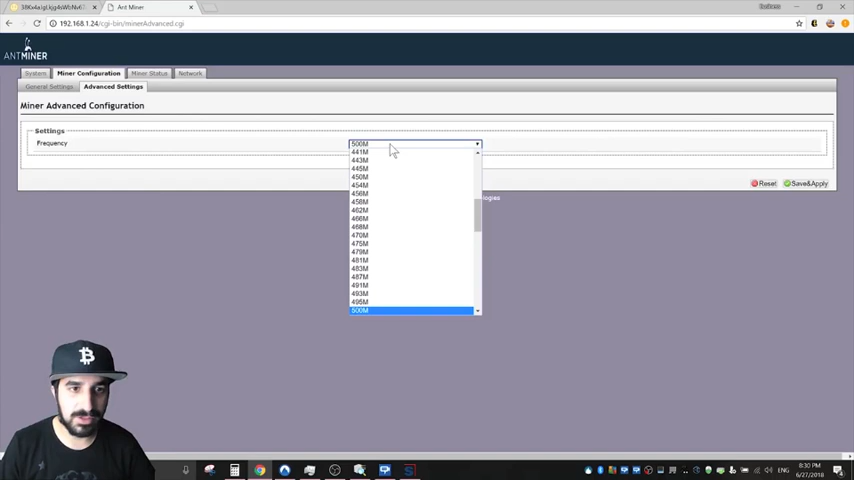 Ant Miner
Business
192.168.1.24/cgi-bin/minerAdvanced.cgi
ANTMINER
System
Miner Configuration
Miner Status
Network
General Settings
Advanced Settings
Miner Advanced Configuration
Settings
Frequency
500M
441M
443M
445M
450M
454M
456M
458M
462M
466M
468M
470M
475M
479M
481M
483M
487M
491M
493M
495M
500M
Reset
Save&Apply
logies
8:30 PM
6/27/2018